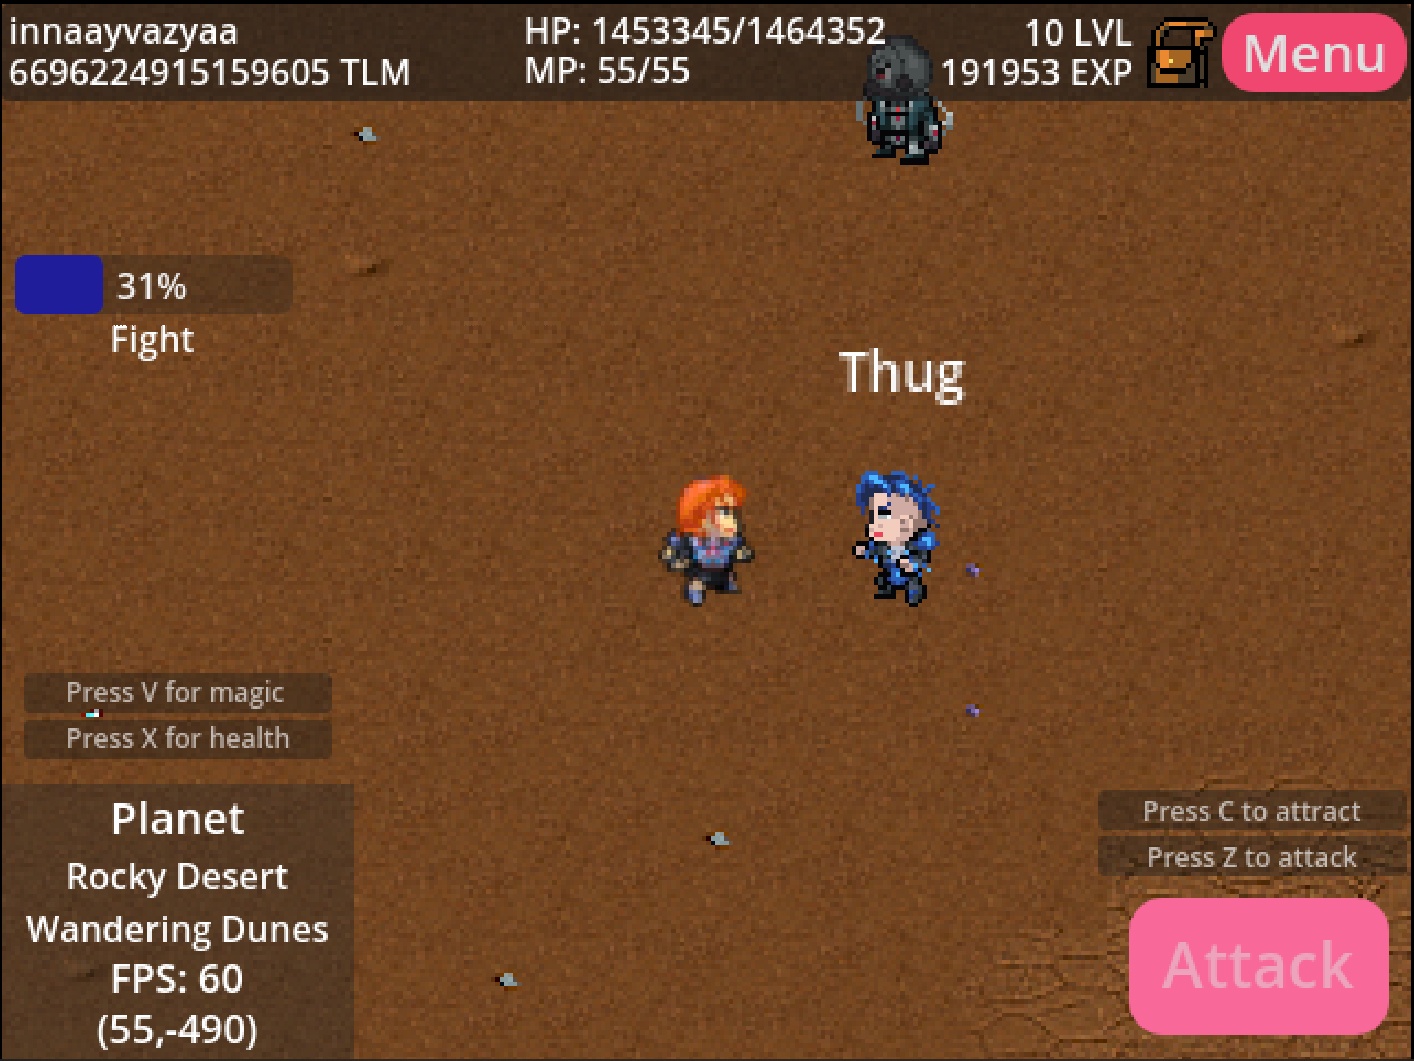 innaayvazyaa
6696224915159605 TLM
HP: 1453345/1464352
MP: 55/55
10 LVL
191953 EXP
Menu
31%
Fight
Thug
Press V for magic
Press X for health
Planet
Rocky Desert
Wandering Dunes
FPS: 60
(55,-490)
Press C to attract
Press Z to attack
Attack